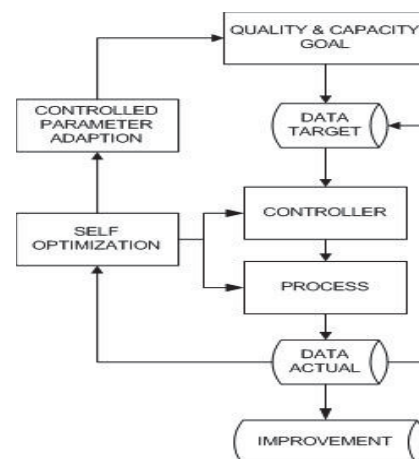 QUALITY & CAPACITY
GOAL
CONTROLLED
PARAMETER
ADAPTION
DATA
TARGET
CONTROLLER
SELF
OPTIMIZATION
PROCESS
DATA
ACTUAL
IMPROVEMENT